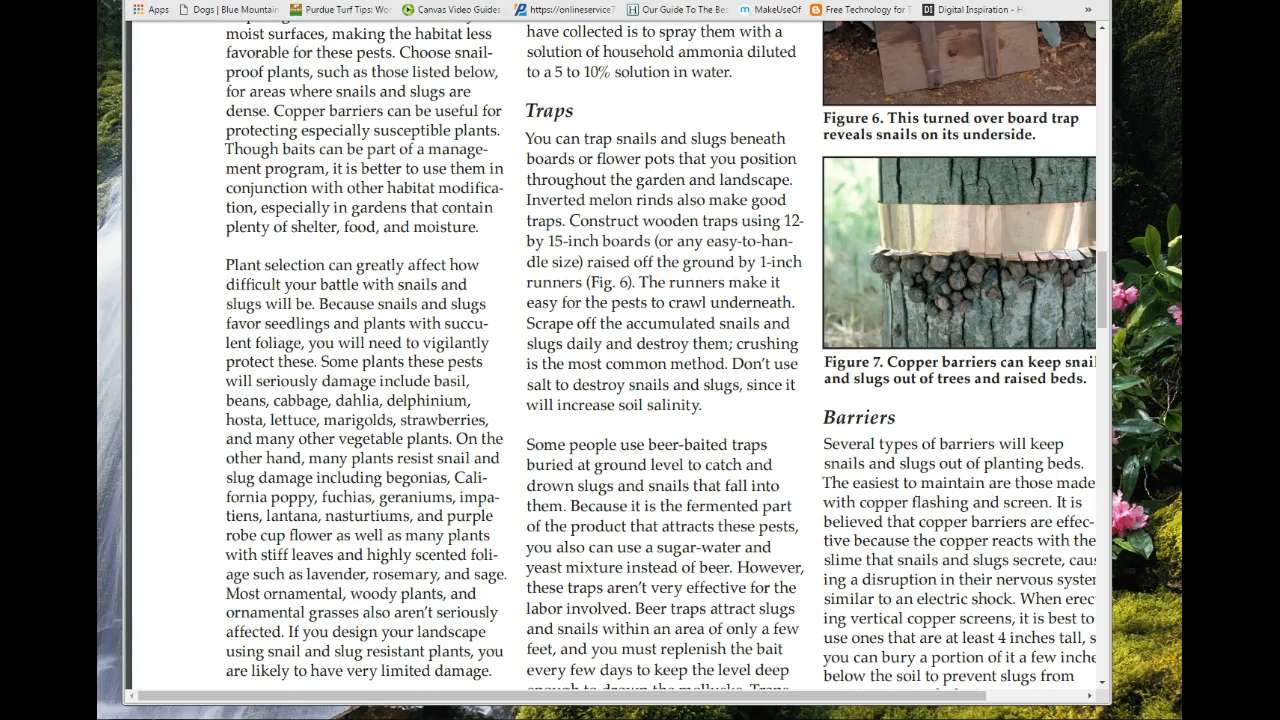 Apps
Dogs | Blue Mountain
Purdue Turf Tips: Wor
Canvas Video Guides
https://onlineservice
Our Guide To The Bes
MakeUseOf
Free Technology for T
Digital Inspiration - H
moist surfaces, making the habitat less
favorable for these pests. Choose snail-
proof plants, such as those listed below,
for areas where snails and slugs are
dense. Copper barriers can be useful for
protecting especially susceptible plants.
Though baits can be part of a manage-
ment program, it is better to use them in
conjunction with other habitat modifica-
tion, especially in gardens that contain
plenty of shelter, food, and moisture.
Plant selection can greatly affect how
difficult your battle with snails and
slugs will be. Because snails and slugs
favor seedlings and plants with succu-
lent foliage, you will need to vigilantly
protect these. Some plants these pests
will seriously damage include basil,
beans, cabbage, dahlia, delphinium,
hosta, lettuce, marigolds, strawberries,
and many other vegetable plants. On the
other hand, many plants resist snail and
slug damage including begonias, Cali-
fornia poppy, fuchias, geraniums, impa-
tiens, lantana, nasturtiums, and purple
robe cup flower as well as many plants
with stiff leaves and highly scented foli-
age such as lavender, rosemary, and sage.
Most ornamental, woody plants, and
ornamental grasses also aren't seriously
affected. If you design your landscape
using snail and slug resistant plants, you
are likely to have very limited damage.
have collected is to spray them with a
solution of household ammonia diluted
to a 5 to 10% solution in water.
Traps
You can trap snails and slugs beneath
boards or flower pots that you position
throughout the garden and landscape.
Inverted melon rinds also make good
traps. Construct wooden traps using 12-
by 15-inch boards (or any easy-to-han-
dle size) raised off the ground by 1-inch
runners (Fig. 6). The runners make it
easy for the pests to crawl underneath.
Scrape off the accumulated snails and
slugs daily and destroy them; crushing
is the most common method. Don't use
salt to destroy snails and slugs, since it
will increase soil salinity.
Some people use beer-baited traps
buried at ground level to catch and
drown slugs and snails that fall into
them. Because it is the fermented part
of the product that attracts these pests,
you also can use a sugar-water and
yeast mixture instead of beer. However,
these traps aren't very effective for the
labor involved. Beer traps attract slugs
and snails within an area of only a few
feet, and you must replenish the bait
every few days to keep the level deep
enough to drown the mollusks. Traps
Figure 6. This turned over board trap
reveals snails on its underside.
Figure 7. Copper barriers can keep snail
and slugs out of trees and raised beds.
Barriers
Several types of barriers will keep
snails and slugs out of planting beds.
The easiest to maintain are those made
with copper flashing and screen. It is
believed that copper barriers are effec-
tive because the copper reacts with the
slime that snails and slugs secrete, caus
ing a disruption in their nervous system
similar to an electric shock. When erec
ing vertical copper screens, it is best to
use ones that are at least 4 inches tall, s
you can bury a portion of it a few inche
below the soil to prevent slugs from